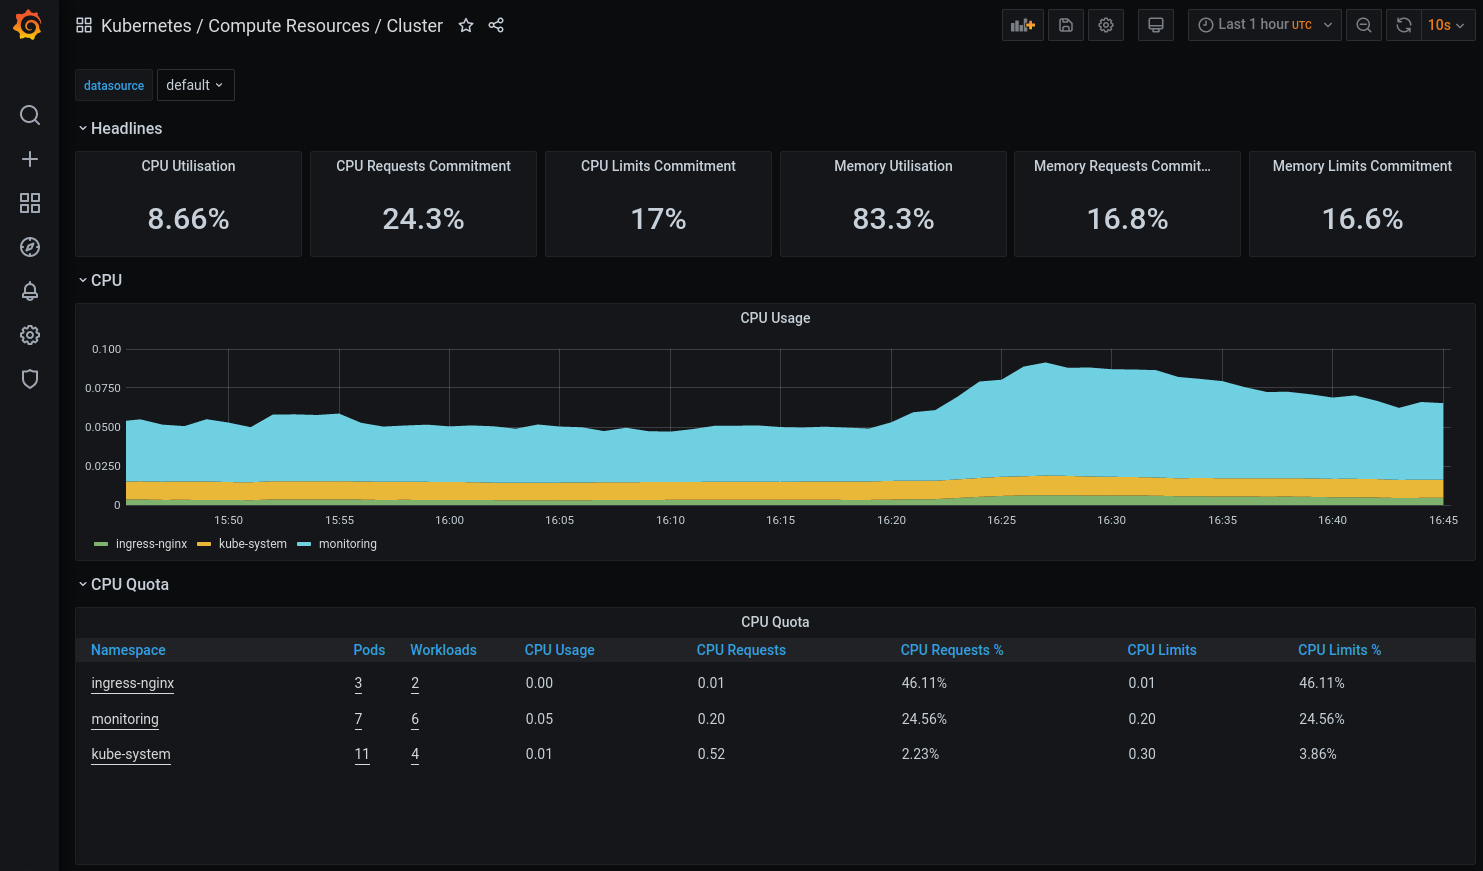 Kubernetes / Compute Resources / Cluster
Last 1 hour UTC
10s
datasource default
Headlines
CPU Utilisation
8.66%
CPU Requests Commitment
24.3%
CPU Limits Commitment
17%
Memory Utilisation
83.3%
Memory Requests Commit...
16.8%
Memory Limits Commitment
16.6%
CPU
CPU Usage
0.100
0.0750
0.0500
0.0250
0
15:50 15:55 16:00 16:05 16:10 16:15 16:20 16:25 16:30 16:35 16:40 16:45
ingress-nginx kube-system monitoring
CPU Quota
CPU Quota
Namespace Pods Workloads CPU Usage CPU Requests CPU Requests % CPU Limits CPU Limits %
ingress-nginx 3 2 0.00 0.01 46.11% 0.01 46.11%
monitoring 7 6 0.05 0.20 24.56% 0.20 24.56%
kube-system 11 4 0.01 0.52 2.23% 0.30 3.86%